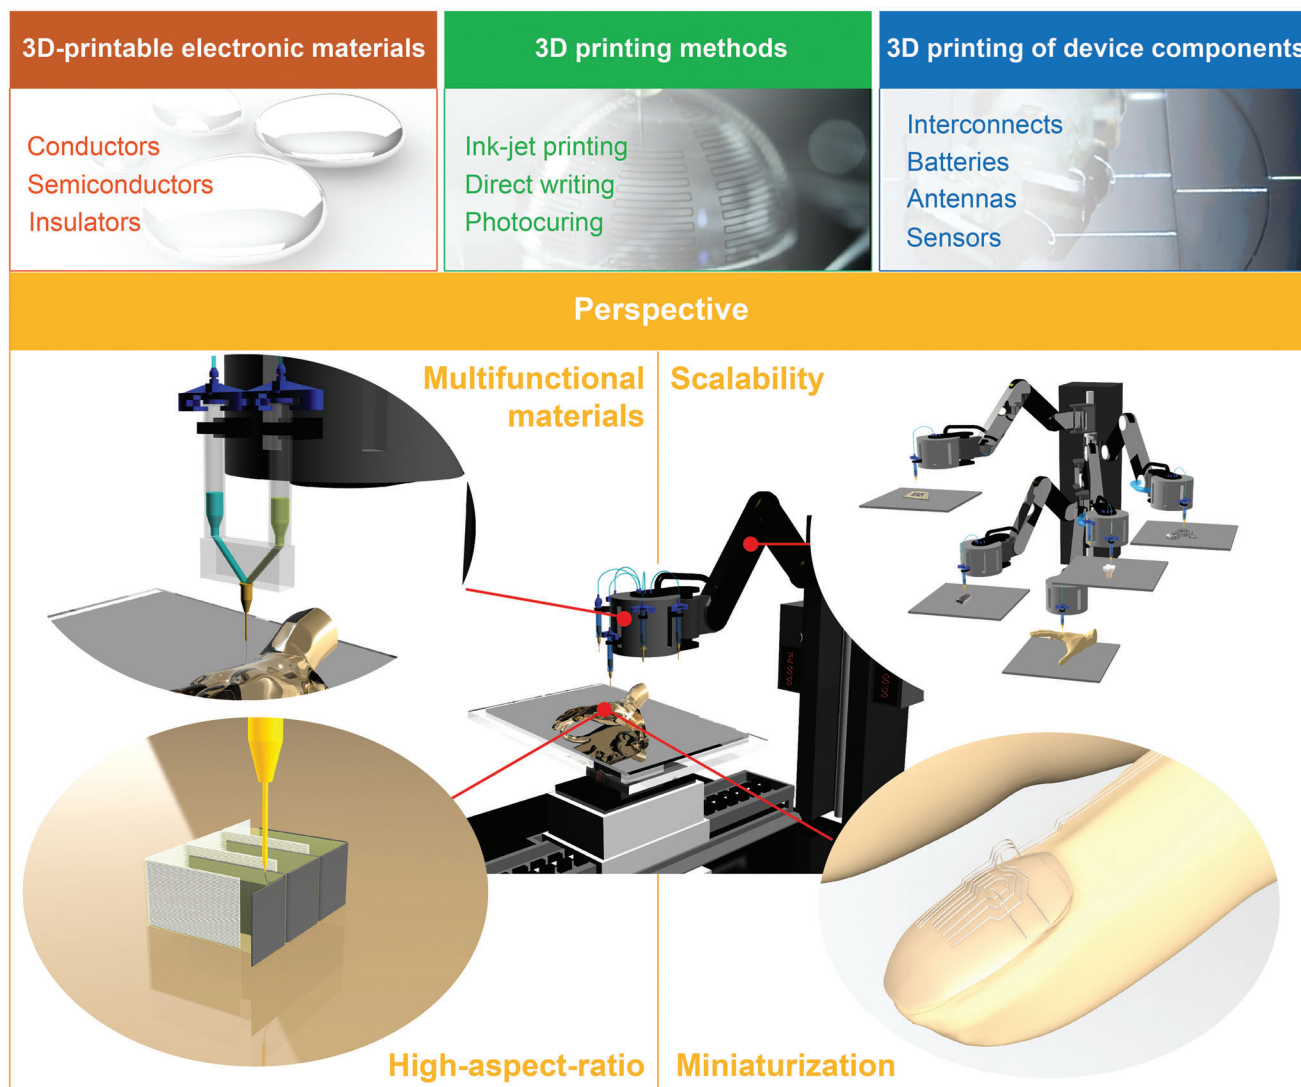 3D-printable electronic materials
Conductors
Semiconductors
Insulators
3D printing methods
Ink-jet printing
Direct writing
Photocuring
3D printing of device components
Interconnects
Batteries
Antennas
Sensors
Perspective
Multifunctional
materials
Scalability
High-aspect-ratio
Miniaturization